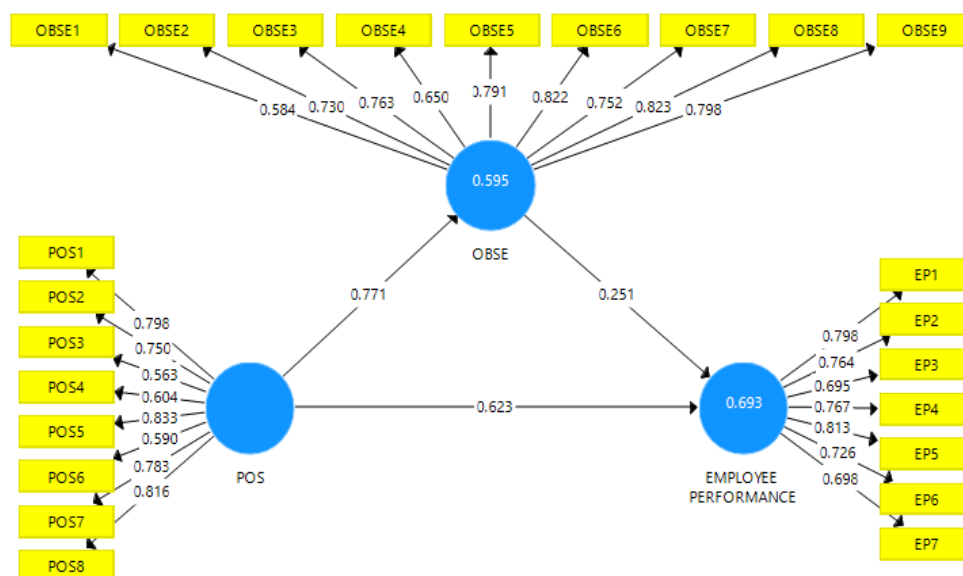 OBSE1 OBSE2 OBSE3 OBSE4 OBSE5 OBSE6 OBSE7 OBSE8 OBSE9
0.584 0.730 0.763 0.650 0.791 0.822 0.752 0.823 0.798
0.595
OBSE
POS1
POS2
POS3
POS4
POS5
POS6
POS7
POS8
0.798
0.750
0.563
0.604
0.833
0.590
0.783
0.816
POS
0.771
0.251
0.623
0.693
EMPLOYEE
PERFORMANCE
0.798
0.764
0.695
0.767
0.813
0.726
0.698
EP1
EP2
EP3
EP4
EP5
EP6
EP7